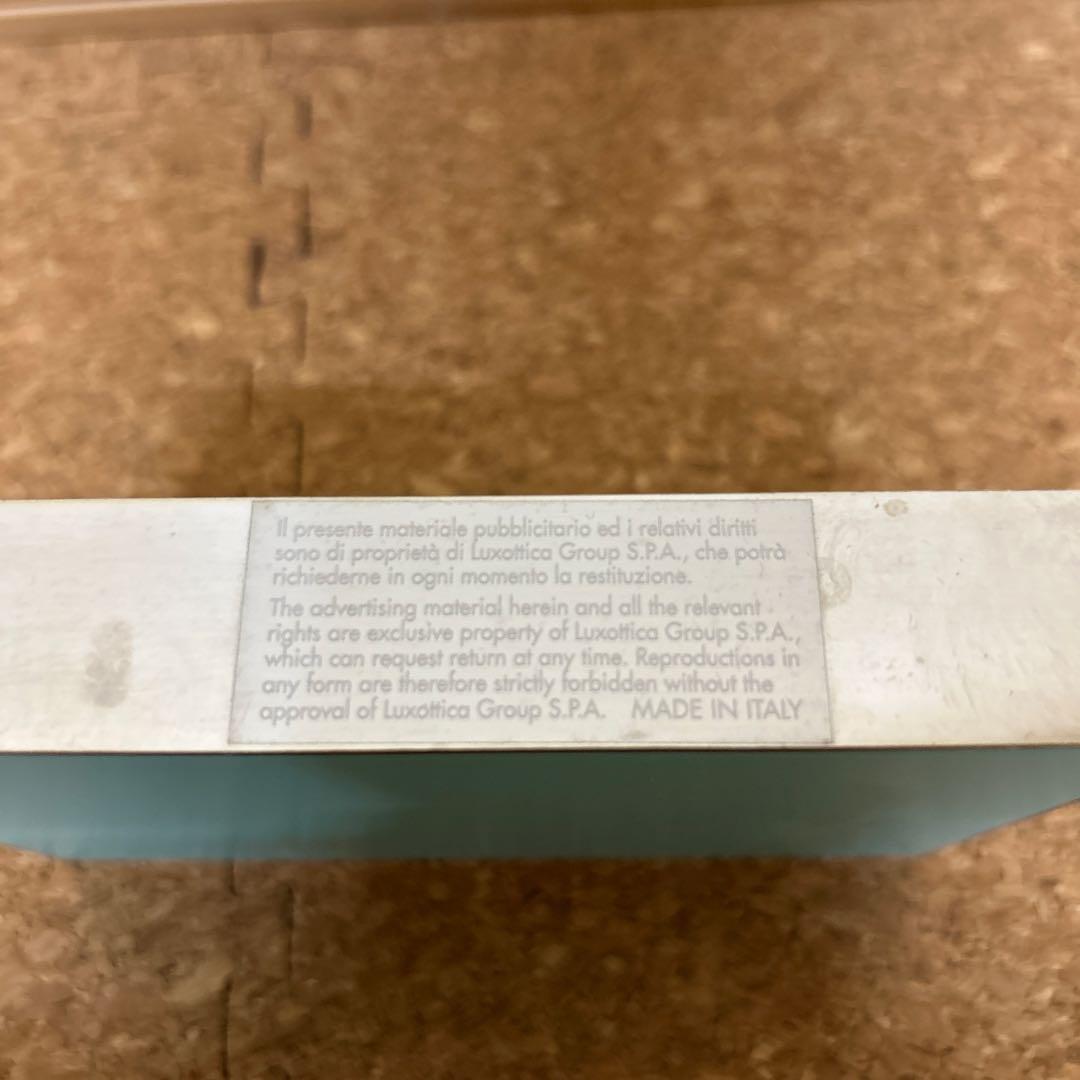 Il presente materiale pubblicitario ed i relativi diritti
sono di proprietà di Luxottica Group S.P.A., che potrà
richiederne in ogni momento la restituzione.
The advertising material herein and all the relevant
rights are exclusive property of Luxottica Group S.P.A.,
which can request return at any time. Reproductions in
any form are therefore strictly forbidden without the
approval of Luxottica Group S.P.A. MADE IN ITALY